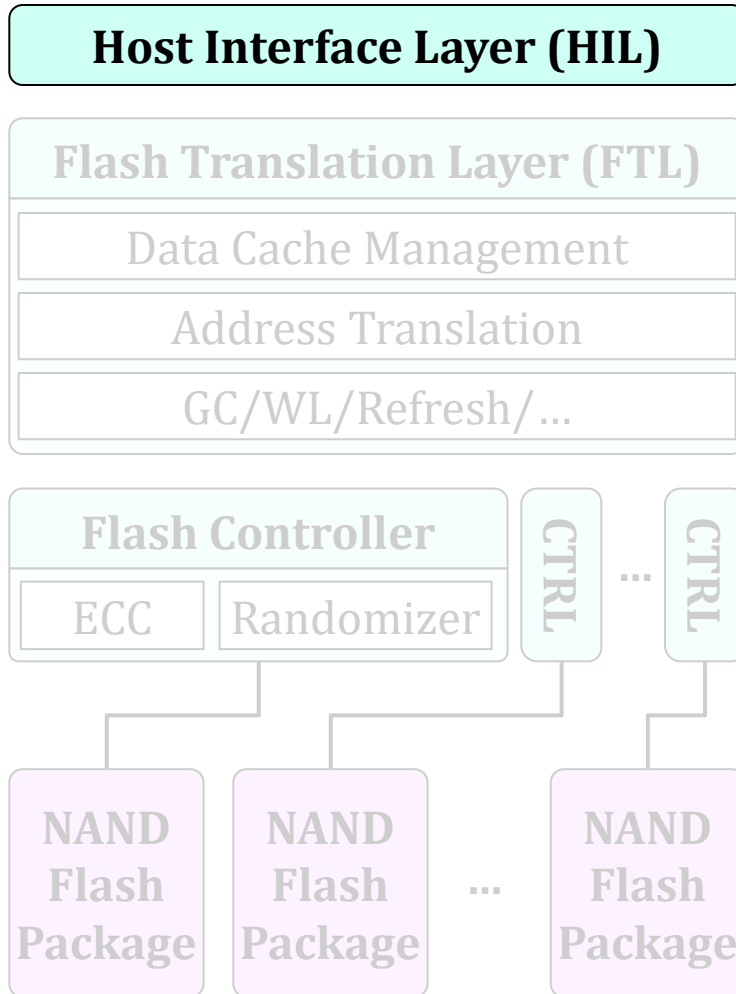 Host Interface Layer (HIL)
Flash Translation Layer (FTL)
Data Cache Management
Address Translation
GC/WL/Refresh/…
Flash Controller
ECC
Randomizer
CTRL
…
CTRL
NAND
Flash
Package
NAND
Flash
Package
…
NAND
Flash
Package